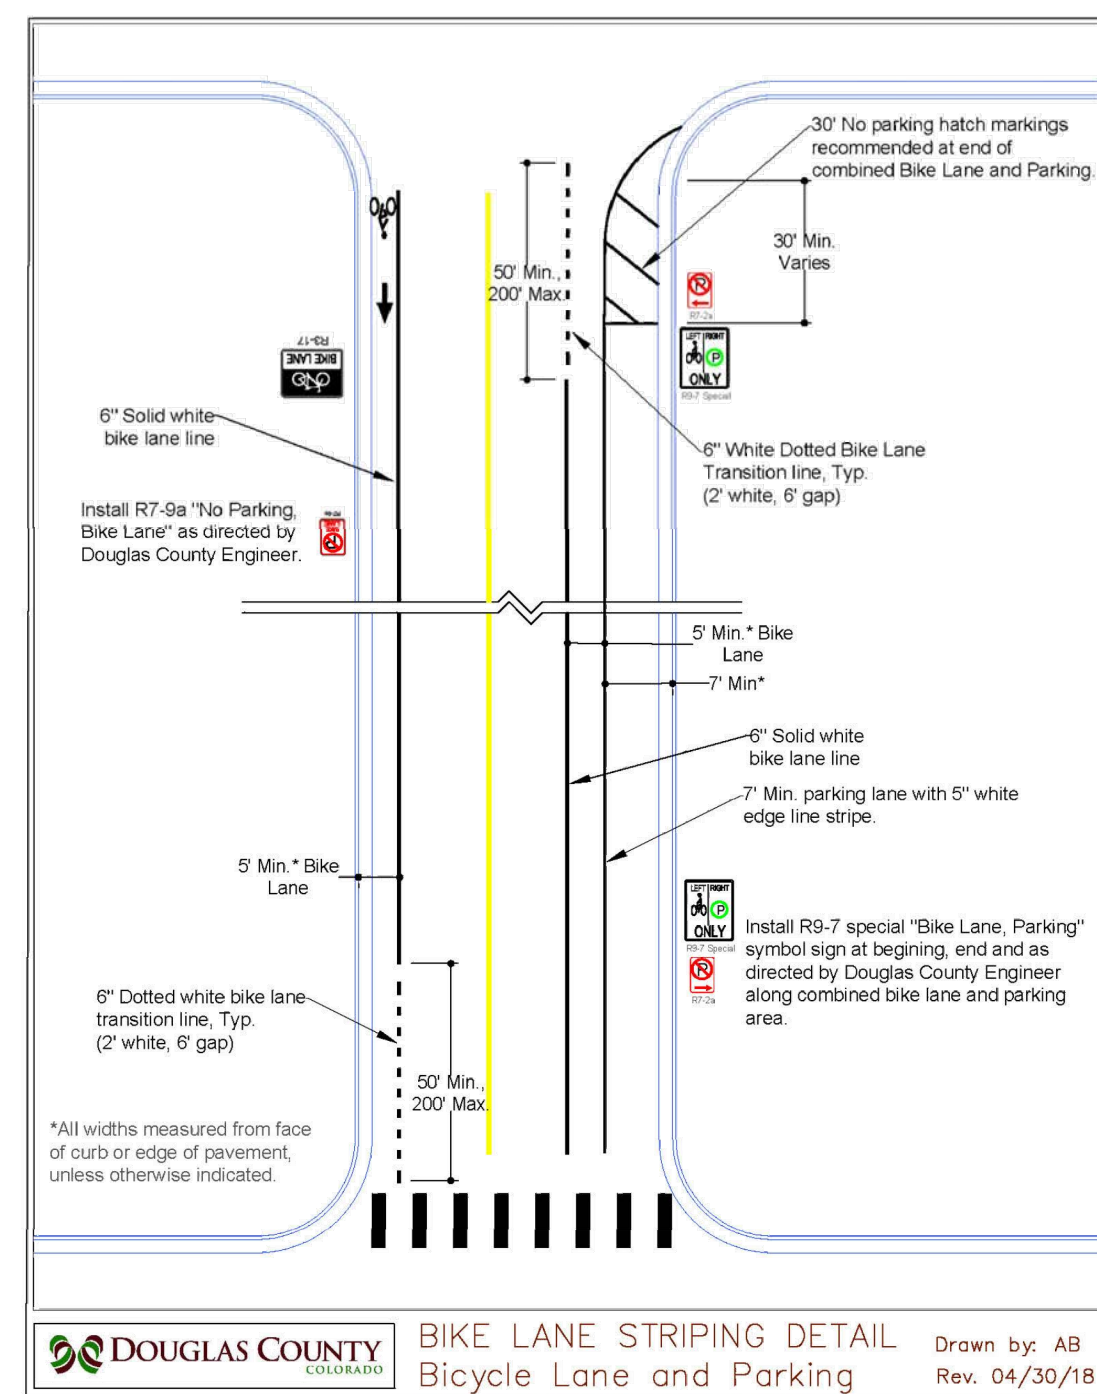 30' No parking hatch markings
recommended at end of
combined Bike Lane and Parking.
30' Min.
Varies
50' Min.,
200' Max.
R7-2a
LEFT RIGHT
P
ONLY
R9-7 Special
R3-17
BIKE LANE
6" Solid white
bike lane line
6" White Dotted Bike Lane
Transition line, Typ.
(2' white, 6' gap)
Install R7-9a "No Parking,
Bike Lane" as directed by
Douglas County Engineer.
5' Min.* Bike
Lane
7' Min*
6" Solid white
bike lane line
7' Min. parking lane with 5" white
edge line stripe.
5' Min.* Bike
Lane
LEFT RIGHT
P
ONLY
R9-7 Special
R7-2a
Install R9-7 special "Bike Lane, Parking"
symbol sign at begining, end and as
directed by Douglas County Engineer
along combined bike lane and parking
area.
6" Dotted white bike lane
transition line, Typ.
(2' white, 6' gap)
50' Min.,
200' Max.
*All widths measured from face
of curb or edge of pavement,
unless otherwise indicated.
DOUGLAS COUNTY
COLORADO
BIKE LANE STRIPING DETAIL
Bicycle Lane and Parking
Drawn by: AB
Rev. 04/30/18